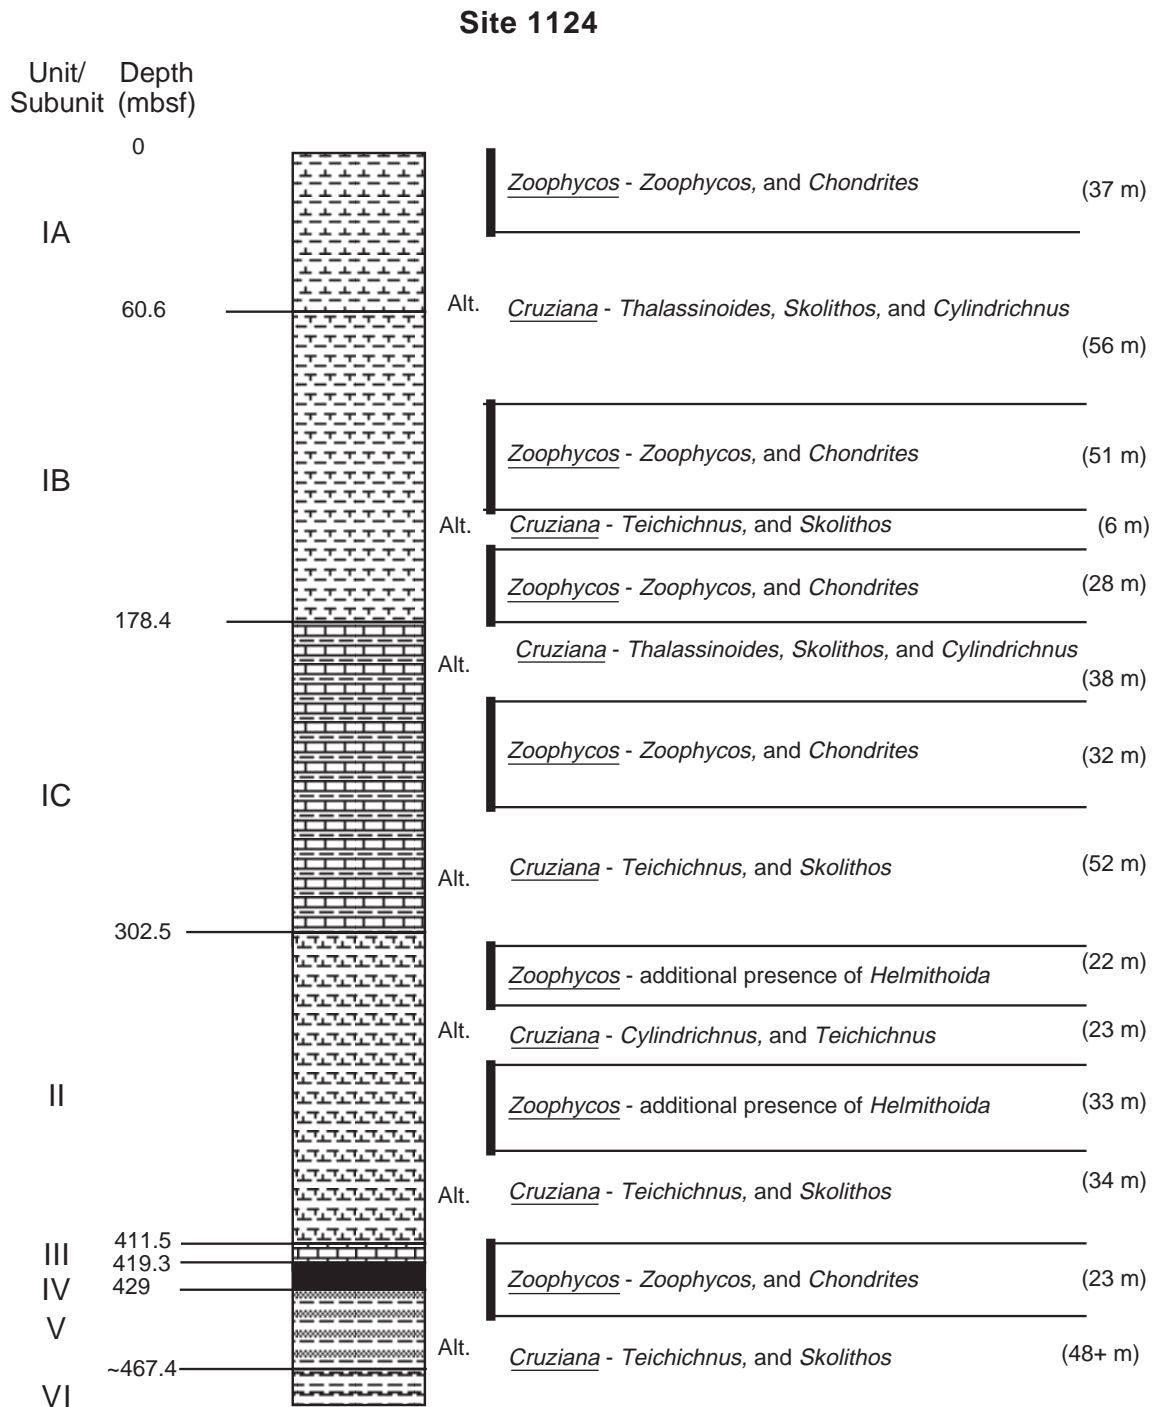 Site 1124
Unit/ Depth
Subunit (mbsf)
0
Zoophycos - Zoophycos, and Chondrites (37 m)
IA
60.6 Alt. Cruziana - Thalassinoides, Skolithos, and Cylindrichnus
(56 m)
Zoophycos - Zoophycos, and Chondrites (51 m)
IB
Alt. Cruziana - Teichichnus, and Skolithos (6 m)
Zoophycos - Zoophycos, and Chondrites (28 m)
178.4
Alt. Cruziana - Thalassinoides, Skolithos, and Cylindrichnus
(38 m)
Zoophycos - Zoophycos, and Chondrites (32 m)
IC
Alt. Cruziana - Teichichnus, and Skolithos (52 m)
302.5
Zoophycos - additional presence of Helmithoida (22 m)
Alt. Cruziana - Cylindrichnus, and Teichichnus (23 m)
II
Zoophycos - additional presence of Helmithoida (33 m)
Alt. Cruziana - Teichichnus, and Skolithos (34 m)
411.5
III
419.3
IV 429 Zoophycos - Zoophycos, and Chondrites (23 m)
V
Alt. Cruziana - Teichichnus, and Skolithos (48+ m)
~467.4
VI